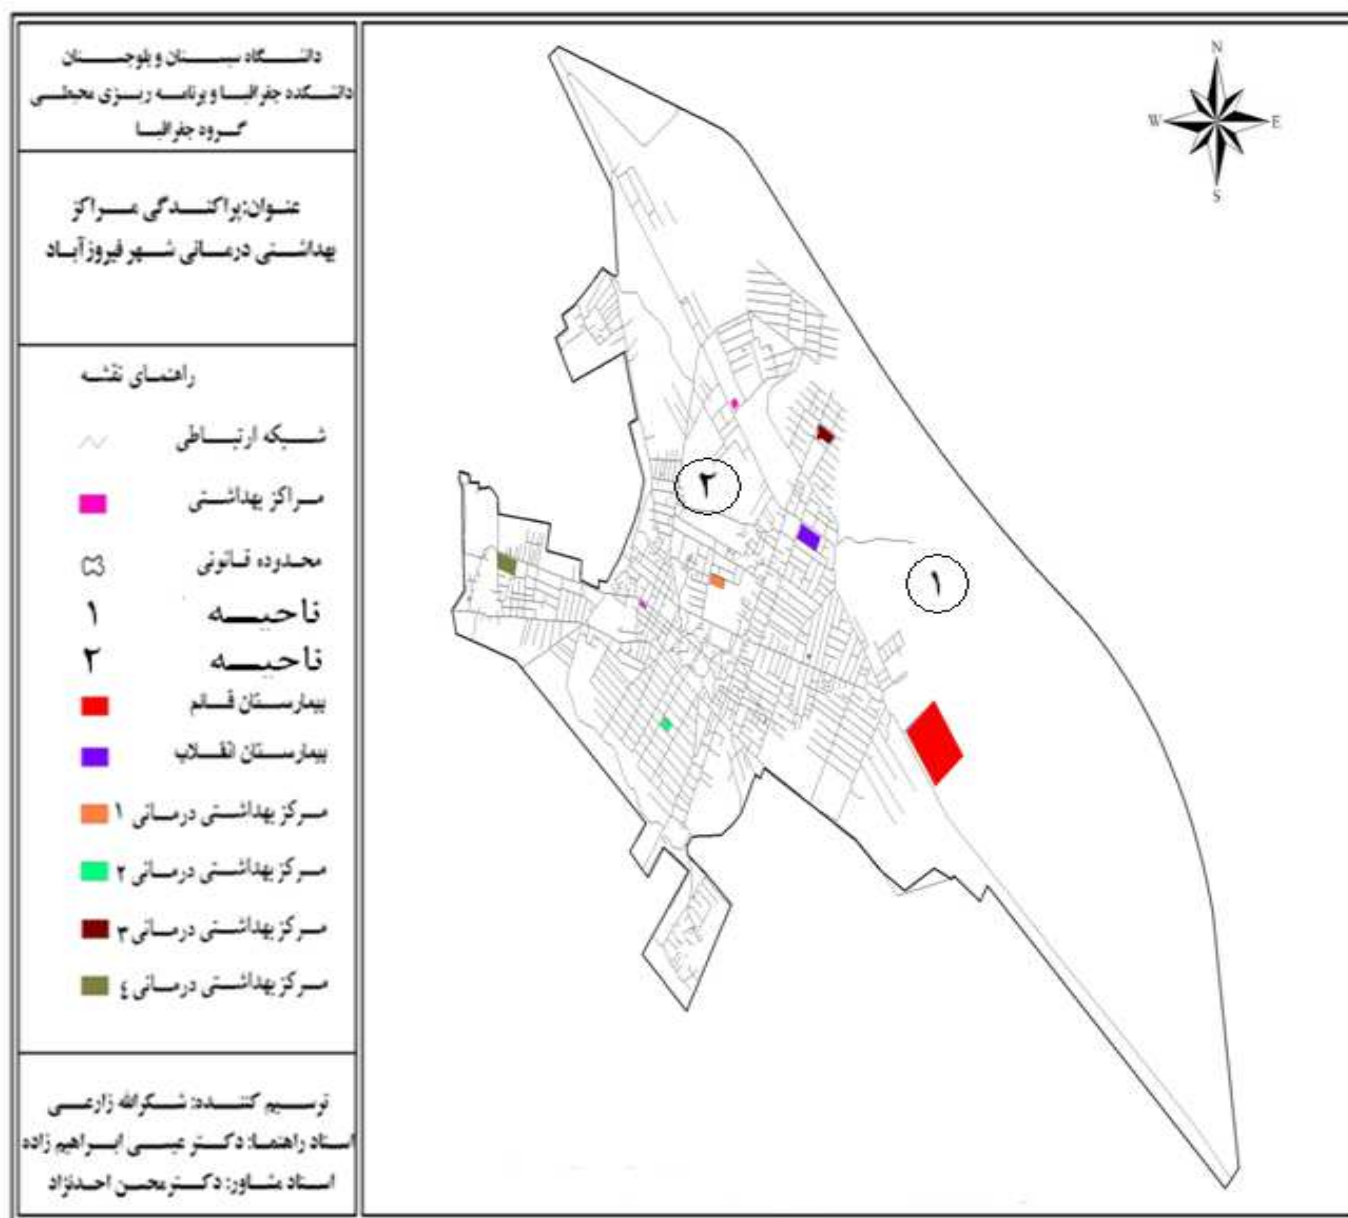 دانشگاه سیستان و بلوچستان
دانشکده جغرافیا و برنامه ریزی محیطی
گروه جغرافیا
عنوان:پراکندگی مراکز
بهداشتی درمانی شهر فیروزآباد
راهنمای نقشه
شبکه ارتباطی
مراکز بهداشتی
محدوده قانونی
ناحیه ۱
ناحیه ۲
بیمارستان قائم
بیمارستان انقلاب
مرکز بهداشتی درمانی ۱
مرکز بهداشتی درمانی ۲
مرکز بهداشتی درمانی ۳
مرکز بهداشتی درمانی ٤
ترسیم کننده: شکرالله زارعی
استاد راهنما: دکتر عیسی ابراهیم زاده
استاد مشاور: دکتر محسن احدنژاد
N
W E
S
۲
۱